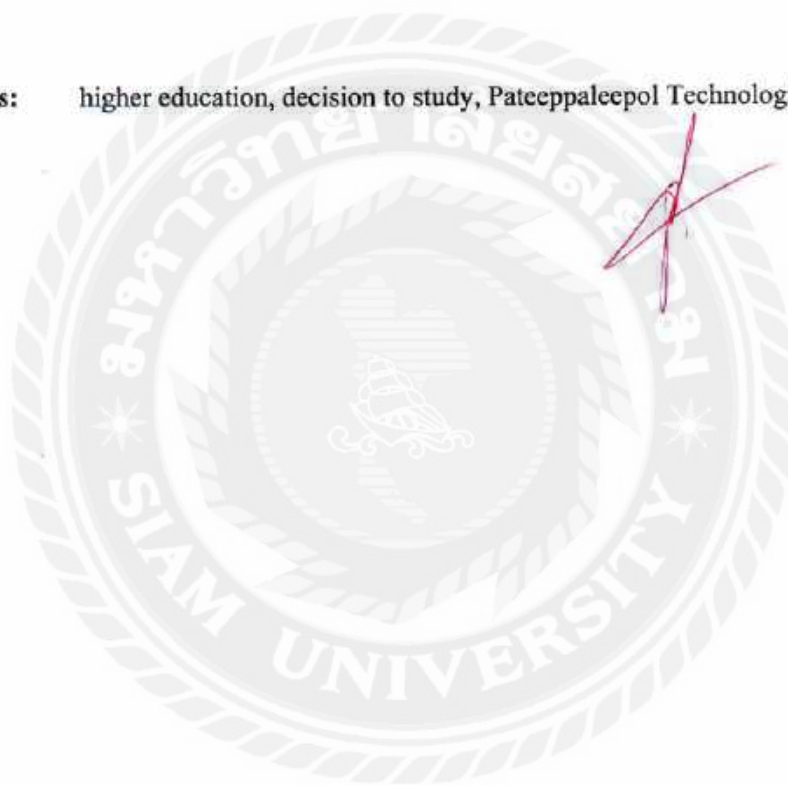 s: higher education, decision to study, Pateeppaleepol Technolog
มหาวิทยาลัยสยาม
SIAM UNIVERSITY